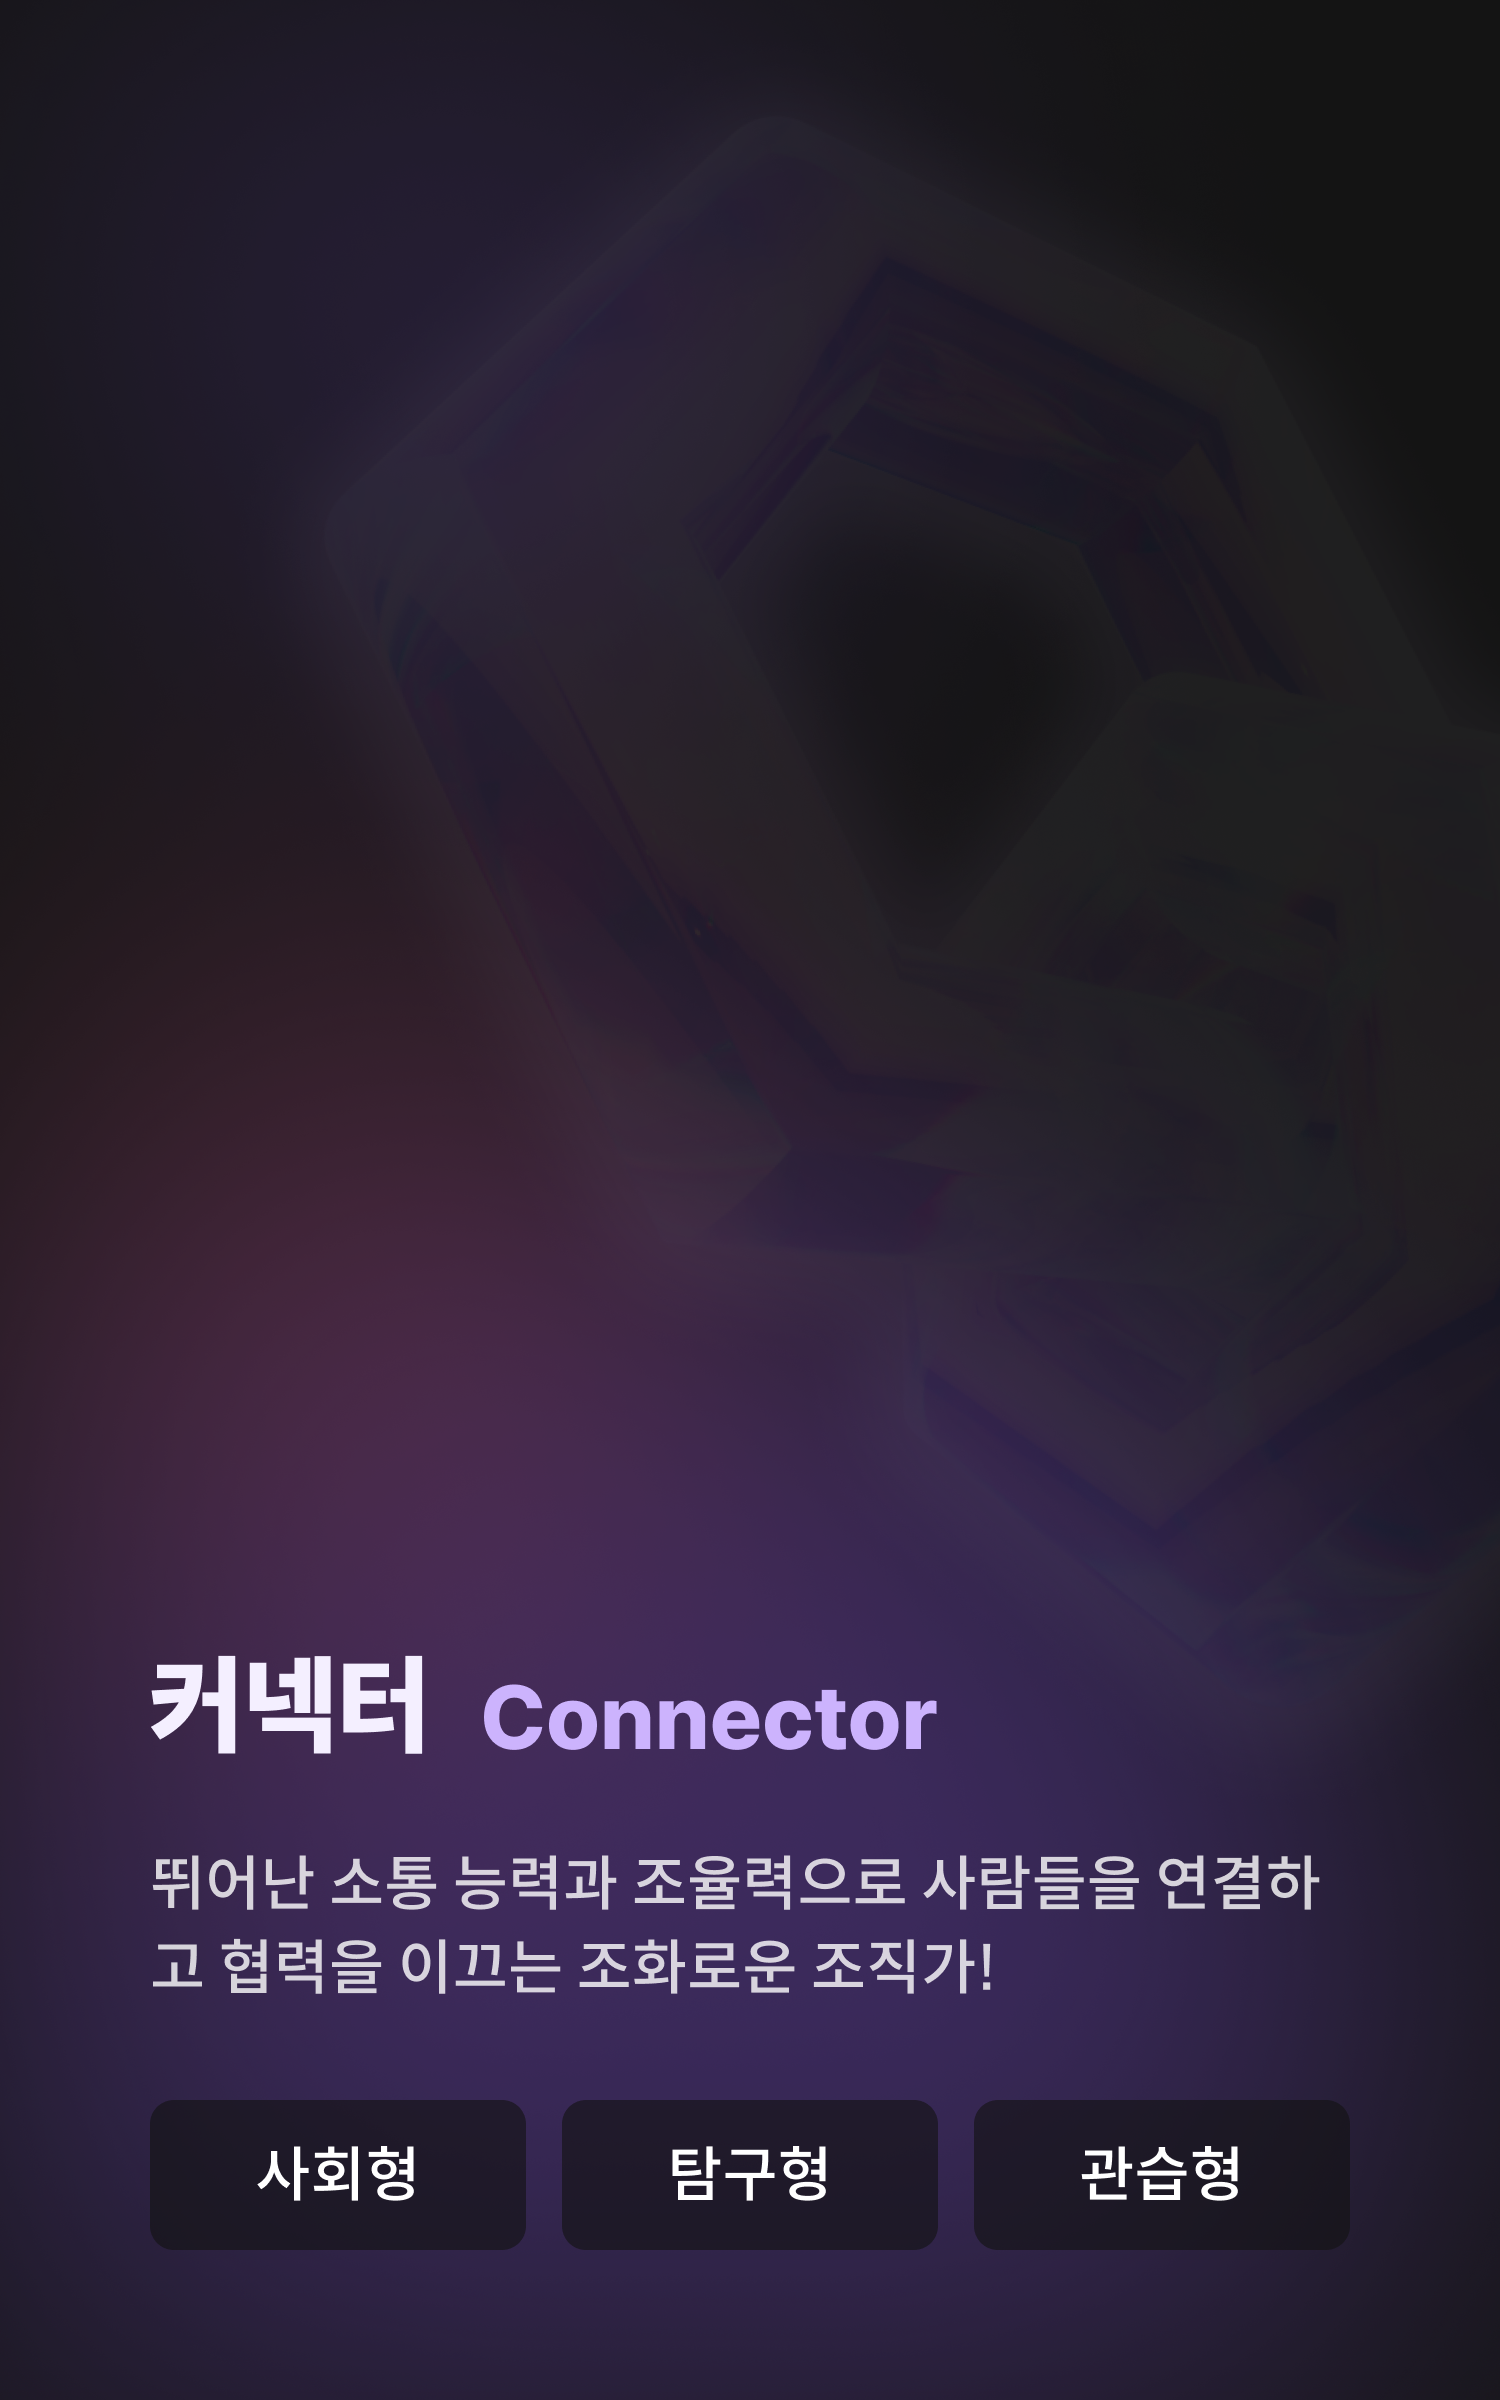 커넥터 Connector
뛰어난 소통 능력과 조율력으로 사람들을 연결하
고 협력을 이끄는 조화로운 조직가!
사회형 탐구형 관습형